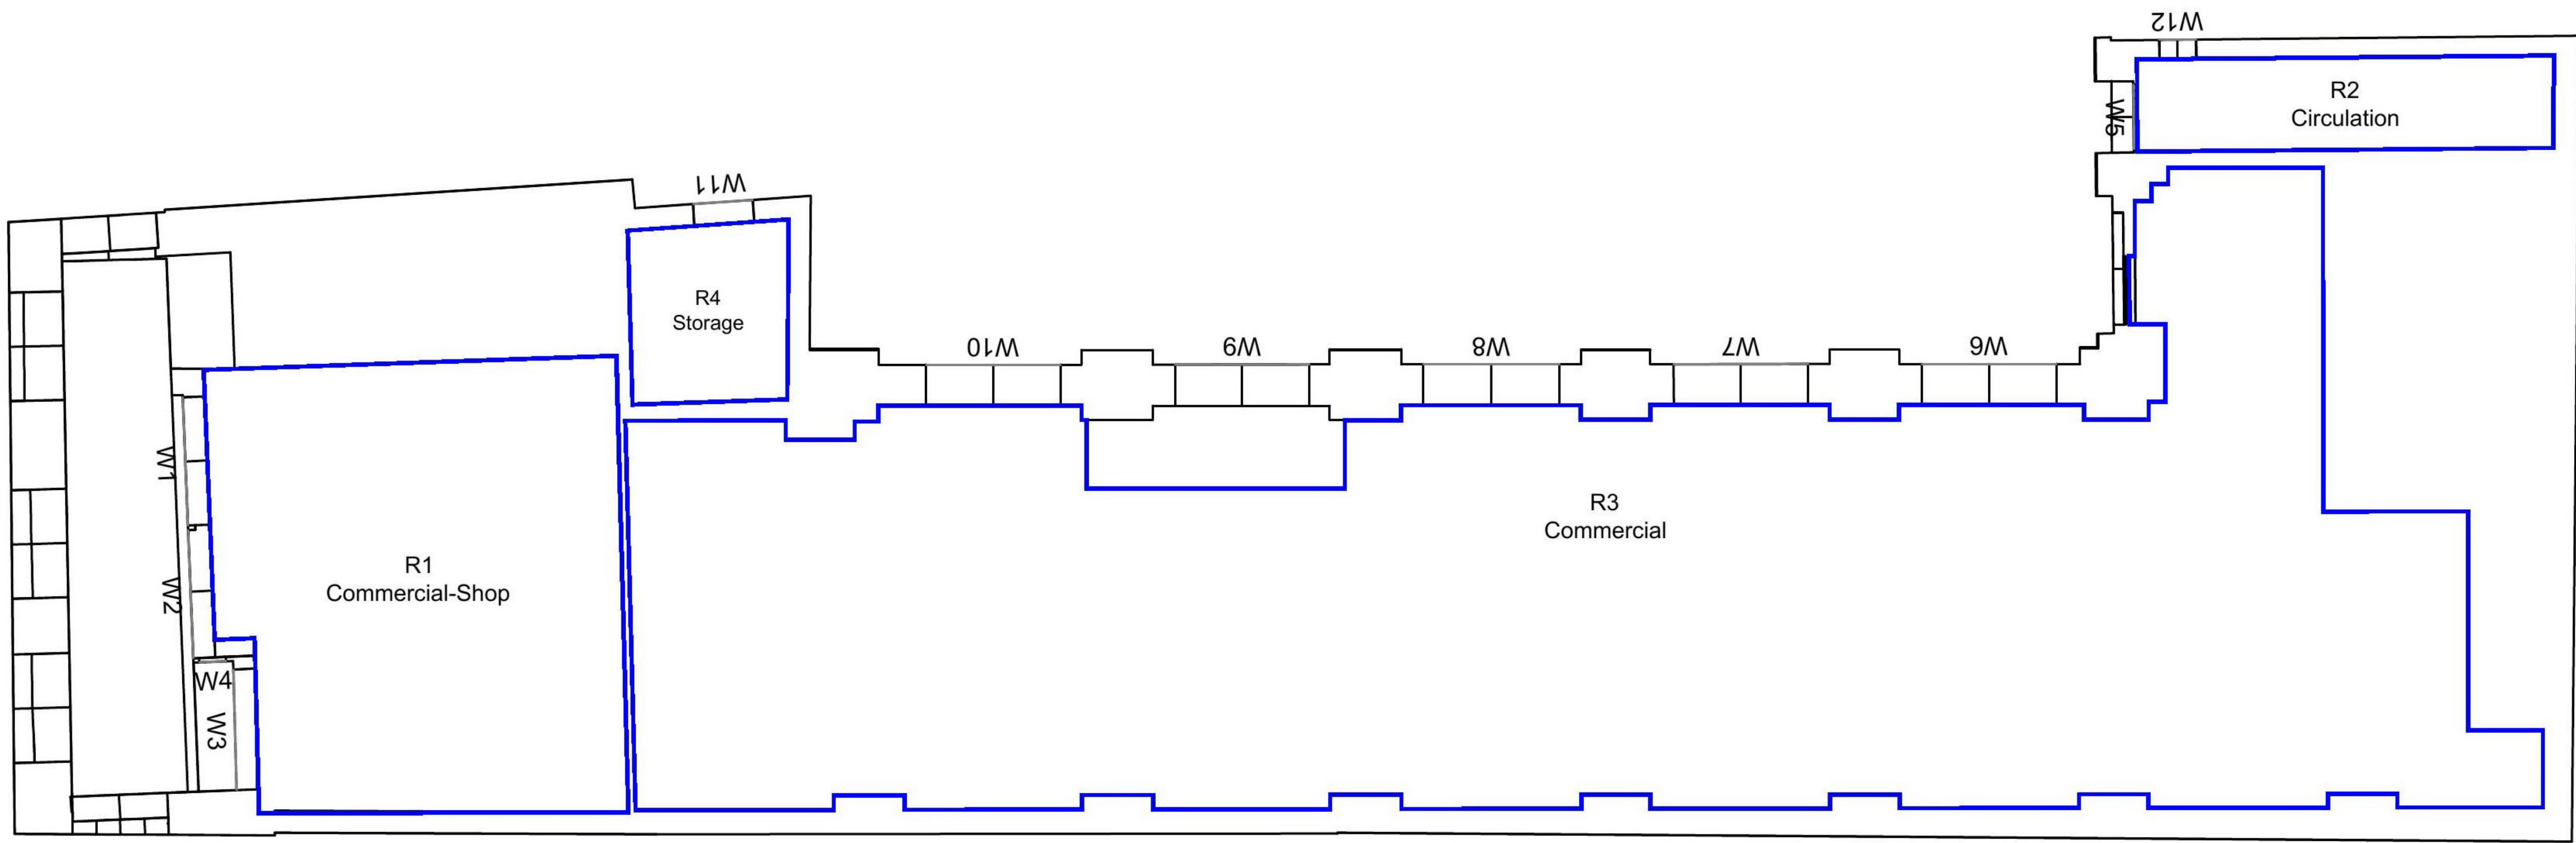 W12
R2
Circulation
W5
W11
R4
Storage
W10
W9
W8
W7
W6
W1
R3
Commercial
R1
Commercial-Shop
W2
W4
W3